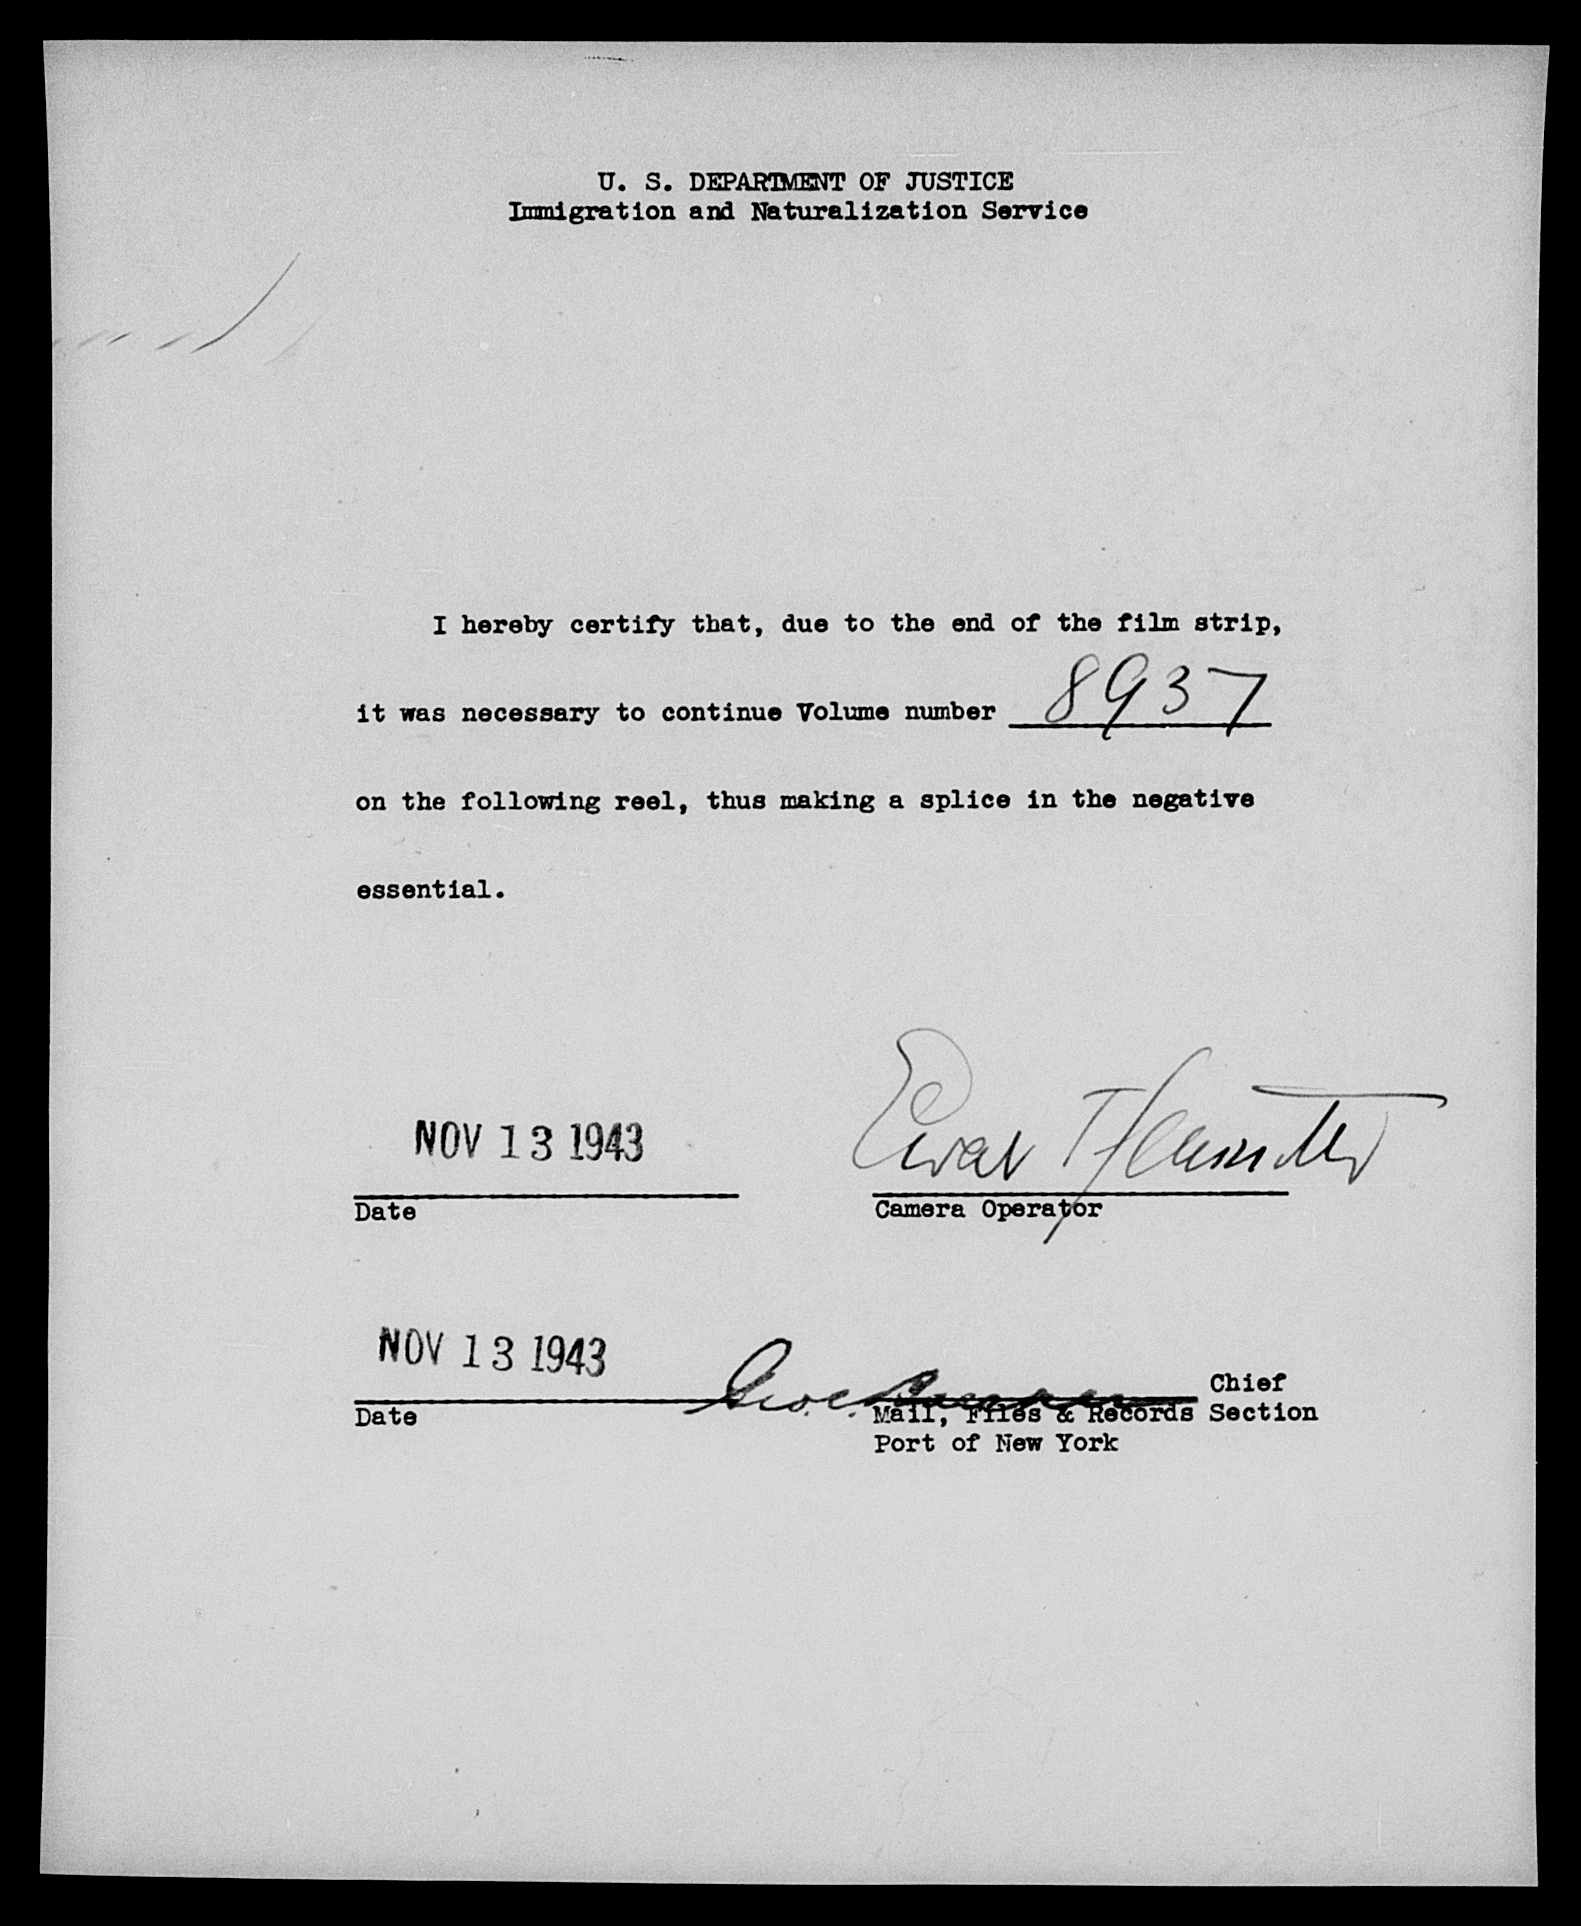 U. S. DEPARTMENT OF JUSTICE
Immigration and Naturalization Service
I hereby certify that, due to the end of the film strip,
it was necessary to continue Volume number 8937
on the following reel, thus making a splice in the negative
essential.
NOV 13 1943
Date
Camera Operator
NOV 13 1943
Date
Chief
Mail, Files & Records Section
Port of New York